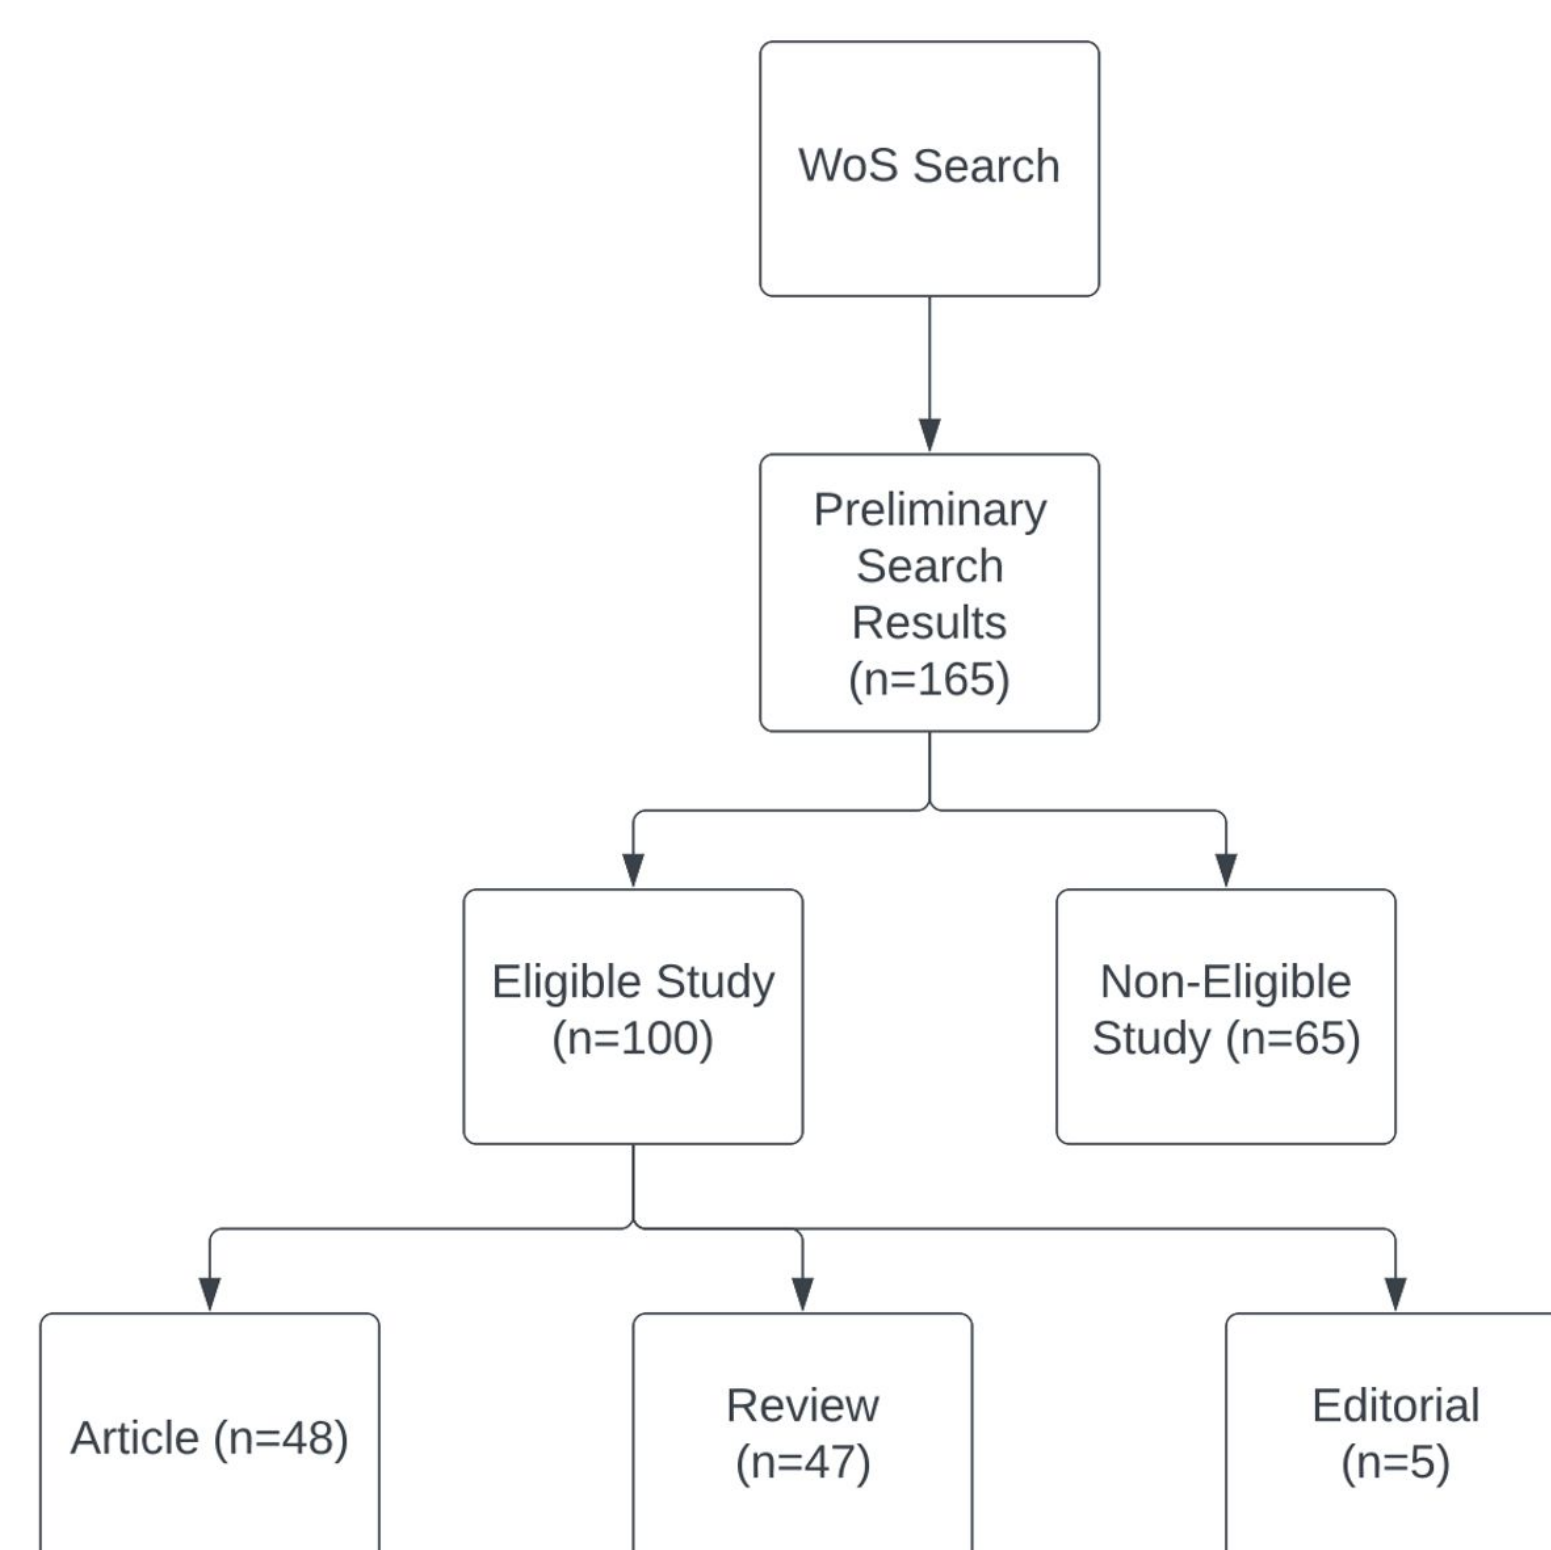 WoS Search
Preliminary
Search
Results
(n=165)
Eligible Study
(n=100)
Non-Eligible
Study (n=65)
Article (n=48)
Review
(n=47)
Editorial
(n=5)